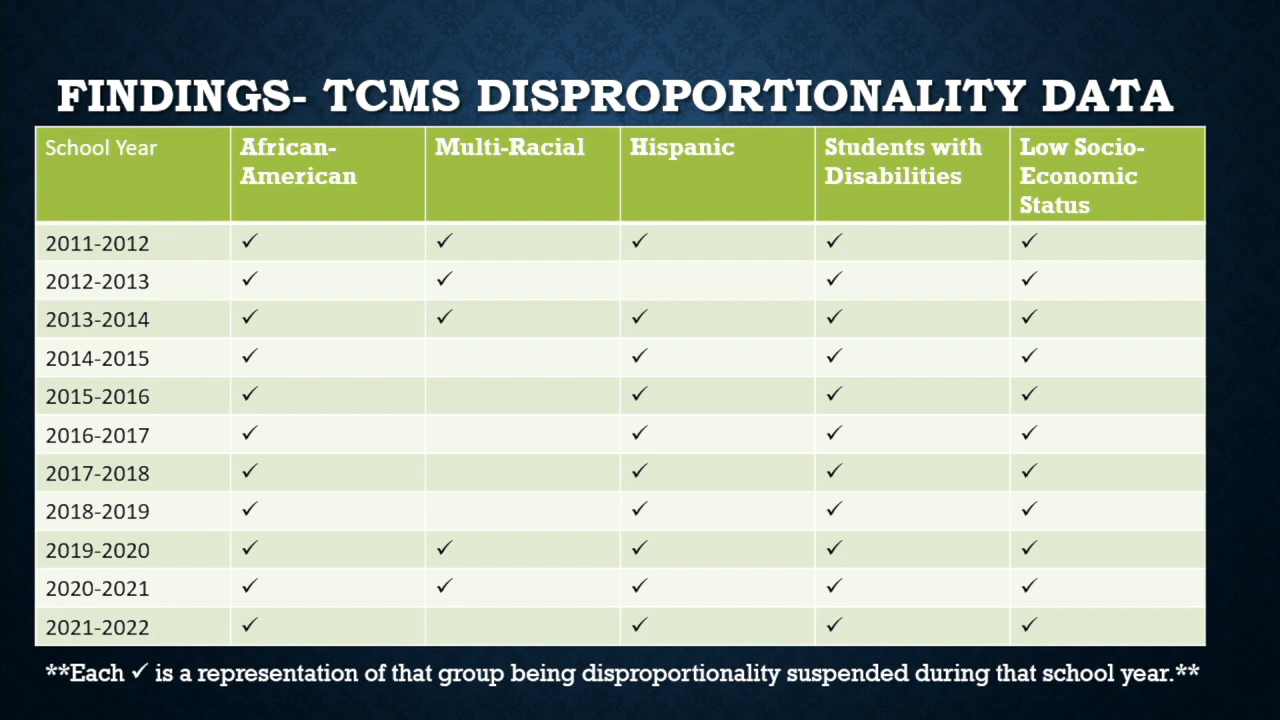 FINDINGS- TCMS DISPROPORTIONALITY DATA
School Year African-American Multi-Racial Hispanic Students with Disabilities Low Socio-Economic Status
2011-2012 ✓ ✓ ✓ ✓ ✓
2012-2013 ✓ ✓ ✓ ✓
2013-2014 ✓ ✓ ✓ ✓ ✓
2014-2015 ✓ ✓ ✓ ✓
2015-2016 ✓ ✓ ✓ ✓
2016-2017 ✓ ✓ ✓ ✓
2017-2018 ✓ ✓ ✓ ✓
2018-2019 ✓ ✓ ✓ ✓
2019-2020 ✓ ✓ ✓ ✓ ✓
2020-2021 ✓ ✓ ✓ ✓ ✓
2021-2022 ✓ ✓ ✓ ✓
**Each ✓ is a representation of that group being disproportionality suspended during that school year.**